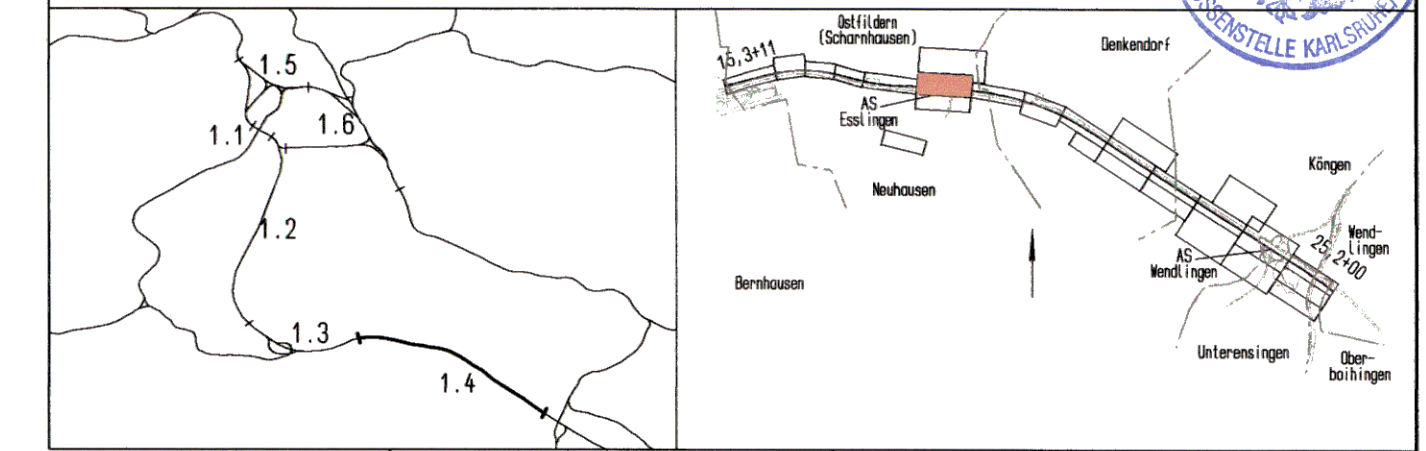 1.5
1.1
1.6
1.2
1.3
1.4
Ostfildern
(Scharnhausen)
Denkendorf
15,3+11
AS
Esslingen
Neuhausen
Köngen
Bernhausen
Wend-
lingen
25,2+00
AS
Wendlingen
Unterensingen
Ober-
boihingen
SSENSTELLE KARLSRUHE